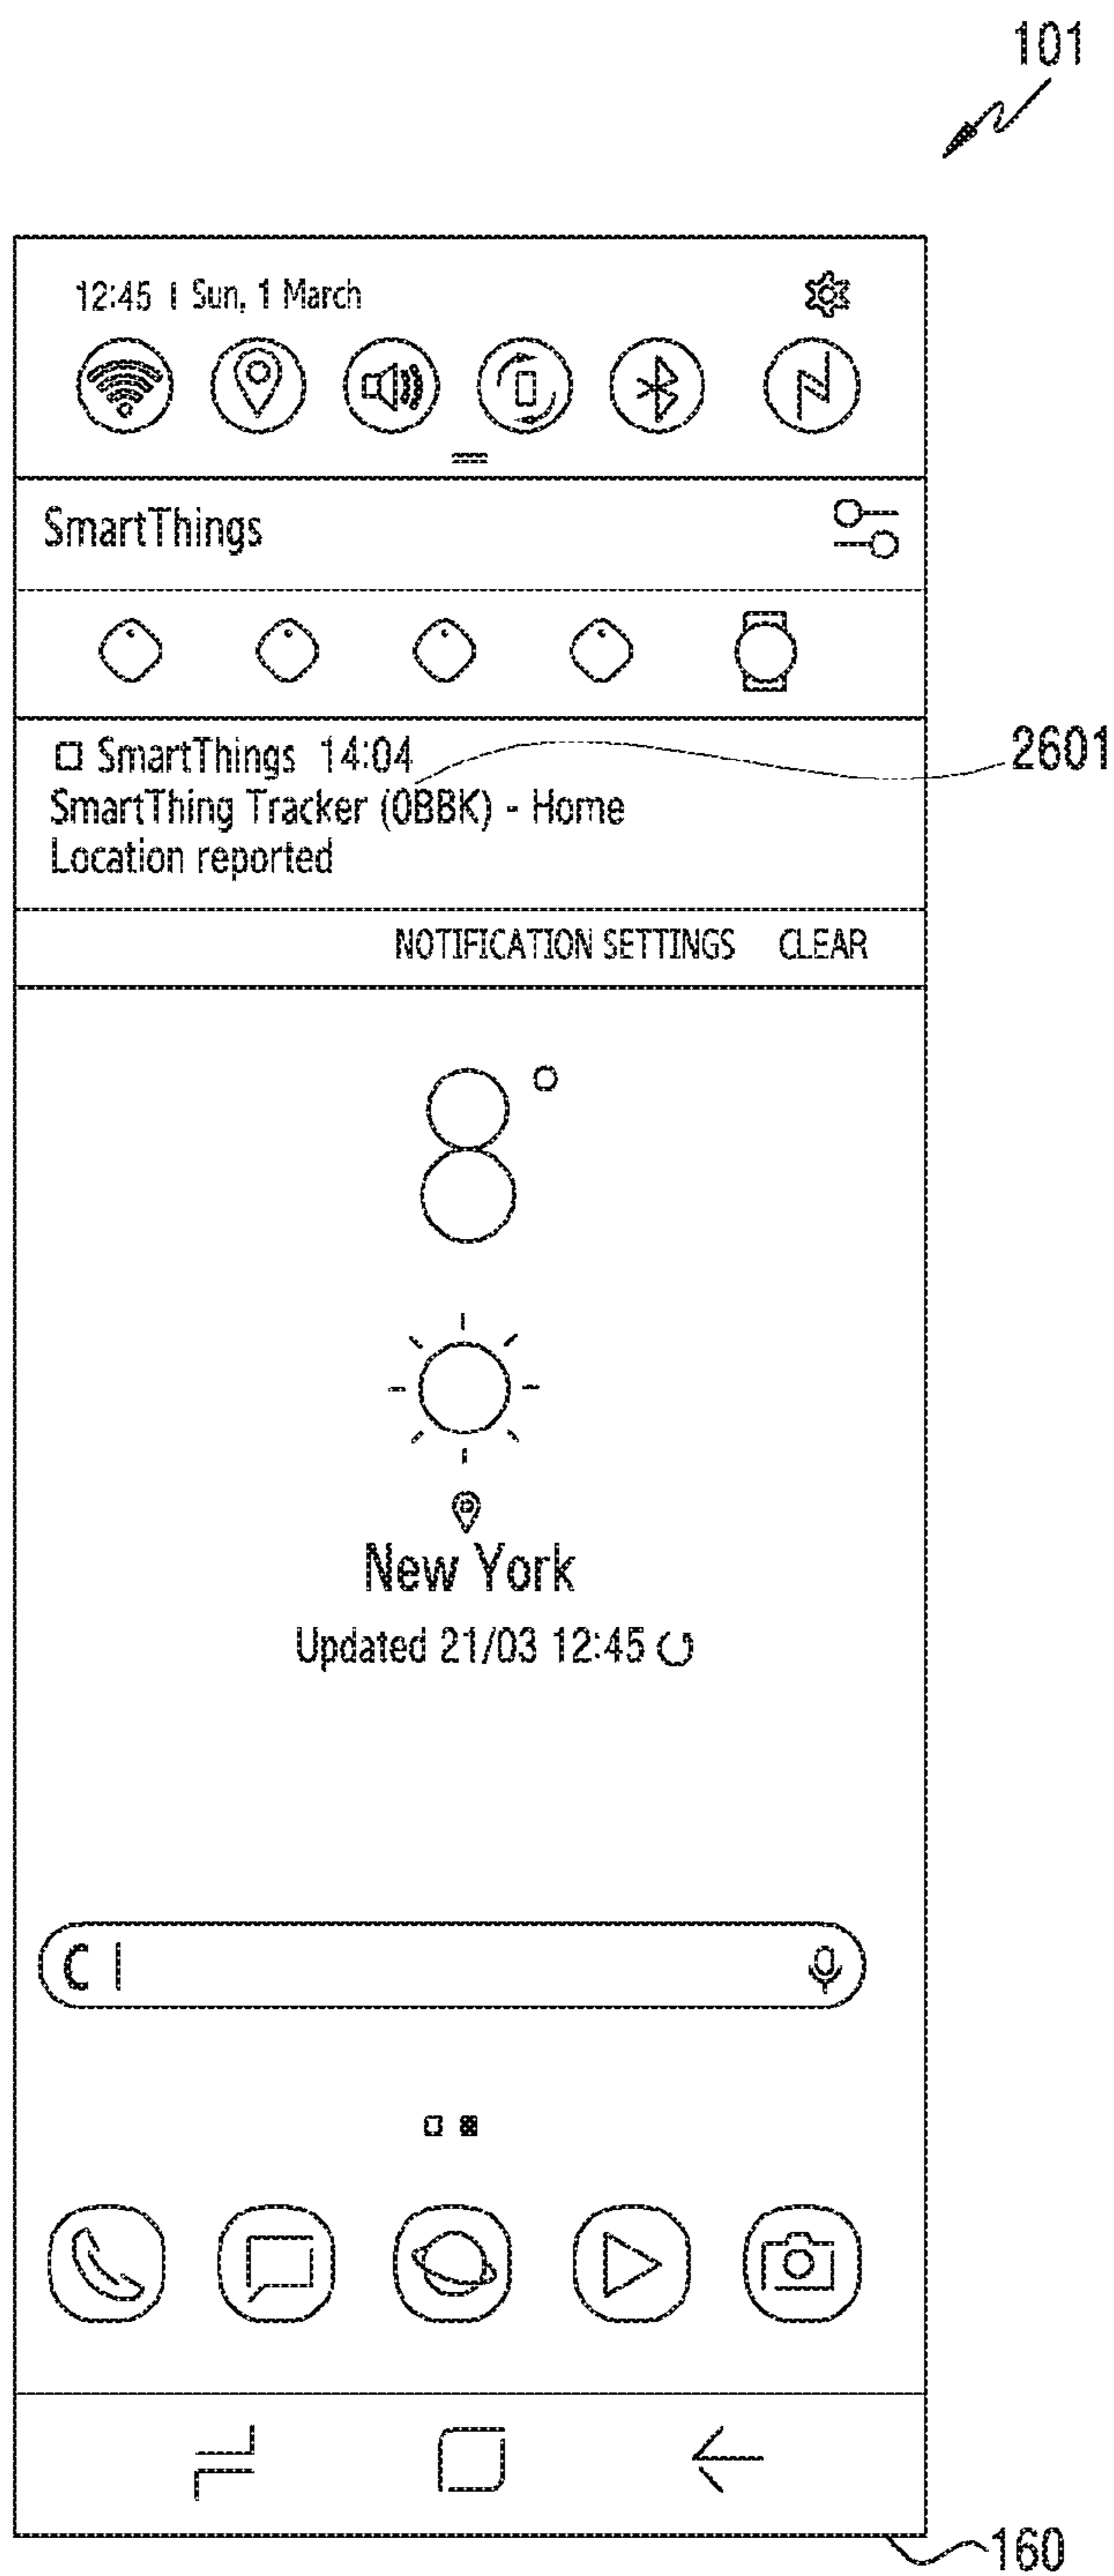 101
12:45 | Sun, 1 March
SmartThings
SmartThings 14:04
2601
SmartThing Tracker (0BBK) - Home
Location reported
NOTIFICATION SETTINGS CLEAR
8°
New York
Updated 21/03 12:45
160